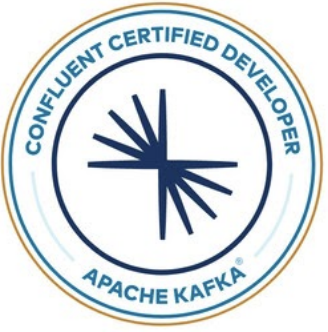 CONFLUENT CERTIFIED DEVELOPER
APACHE KAFKA®